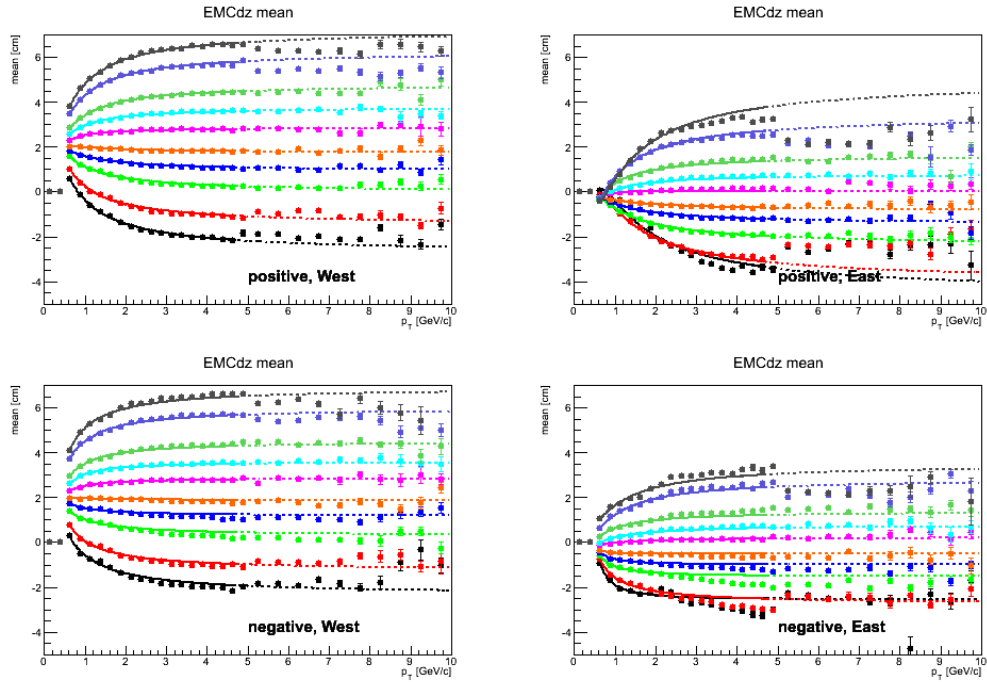 EMCdz mean
mean [cm]
6
4
2
0
-2
-4
positive, West
0 1 2 3 4 5 6 7 8 9 10
p_T [GeV/c]
EMCdz mean
mean [cm]
6
4
2
0
-2
-4
positive, East
0 1 2 3 4 5 6 7 8 9 10
p_T [GeV/c]
EMCdz mean
mean [cm]
6
4
2
0
-2
-4
negative, West
0 1 2 3 4 5 6 7 8 9 10
p_T [GeV/c]
EMCdz mean
mean [cm]
6
4
2
0
-2
-4
negative, East
0 1 2 3 4 5 6 7 8 9 10
p_T [GeV/c]